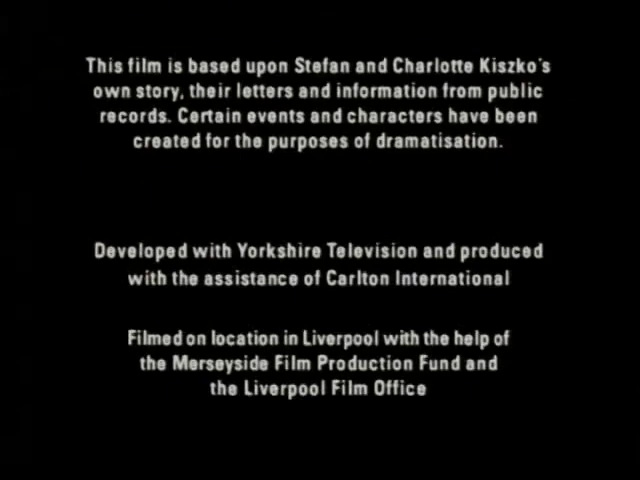 This film is based upon Stefan and Charlotte Kiszko's
own story, their letters and information from public
records. Certain events and characters have been
created for the purposes of dramatisation.
Developed with Yorkshire Television and produced
with the assistance of Carlton International
Filmed on location in Liverpool with the help of
the Merseyside Film Production Fund and
the Liverpool Film Office